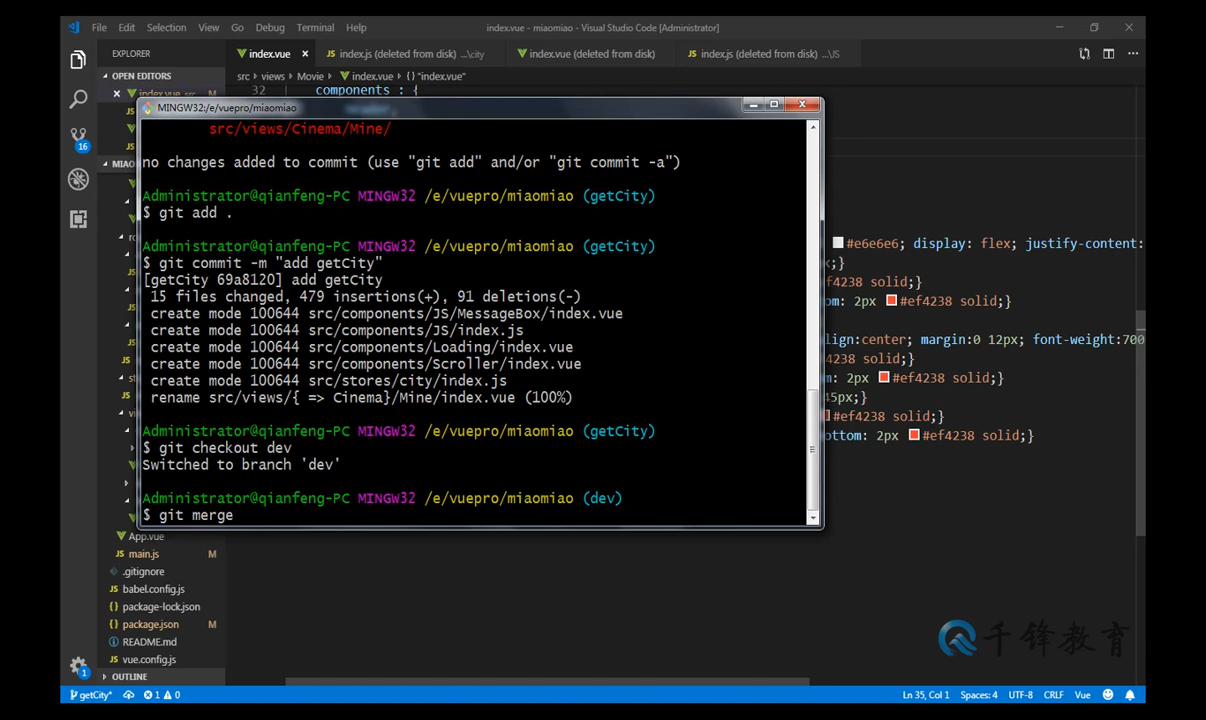 File Edit Selection View Go Debug Terminal Help
index.vue - miaomiao - Visual Studio Code [Administrator]
EXPLORER
index.vue
index.js (deleted from disk) ...\city
index.vue (deleted from disk)
index.js (deleted from disk) ...\JS
OPEN EDITORS
src › views › Movie › index.vue › {} "index.vue"
index.vue
32 components : {
MINGW32:/e/vuepro/miaomiao
src/views/Cinema/Mine/
no changes added to commit (use "git add" and/or "git commit -a")
Administrator@qianfeng-PC MINGW32 /e/vuepro/miaomiao (getCity)
$ git add .
Administrator@qianfeng-PC MINGW32 /e/vuepro/miaomiao (getCity)
$ git commit -m "add getCity"
[getCity 69a8120] add getCity
15 files changed, 479 insertions(+), 91 deletions(-)
create mode 100644 src/components/JS/MessageBox/index.vue
create mode 100644 src/components/JS/index.js
create mode 100644 src/components/Loading/index.vue
create mode 100644 src/components/Scroller/index.vue
create mode 100644 src/stores/city/index.js
rename src/views/{ => Cinema}/Mine/index.vue (100%)
Administrator@qianfeng-PC MINGW32 /e/vuepro/miaomiao (getCity)
$ git checkout dev
Switched to branch 'dev'
Administrator@qianfeng-PC MINGW32 /e/vuepro/miaomiao (dev)
$ git merge
16
MIAO
#e6e6e6; display: flex; justify-content:
x;}
ef4238 solid;}
om: 2px #ef4238 solid;}
lign:center; margin:0 12px; font-weight:700
f4238 solid;}
om: 2px #ef4238 solid;}
45px;}
#ef4238 solid;}
ottom: 2px #ef4238 solid;}
App.vue
JS main.js M
.gitignore
JS babel.config.js
{} package-lock.json
{} package.json M
README.md
JS vue.config.js
OUTLINE
千锋教育
1
getCity* 1 0
Ln 35, Col 1 Spaces: 4 UTF-8 CRLF Vue